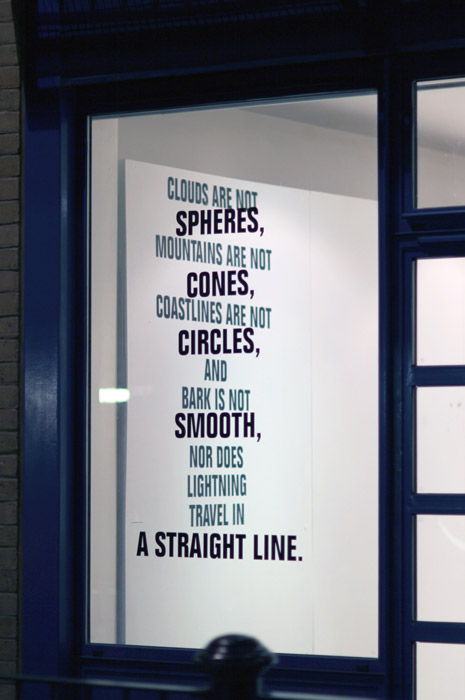 CLOUDS ARE NOT
SPHERES,
MOUNTAINS ARE NOT
CONES,
COASTLINES ARE NOT
CIRCLES,
AND
BARK IS NOT
SMOOTH,
NOR DOES
LIGHTNING
TRAVEL IN
A STRAIGHT LINE.